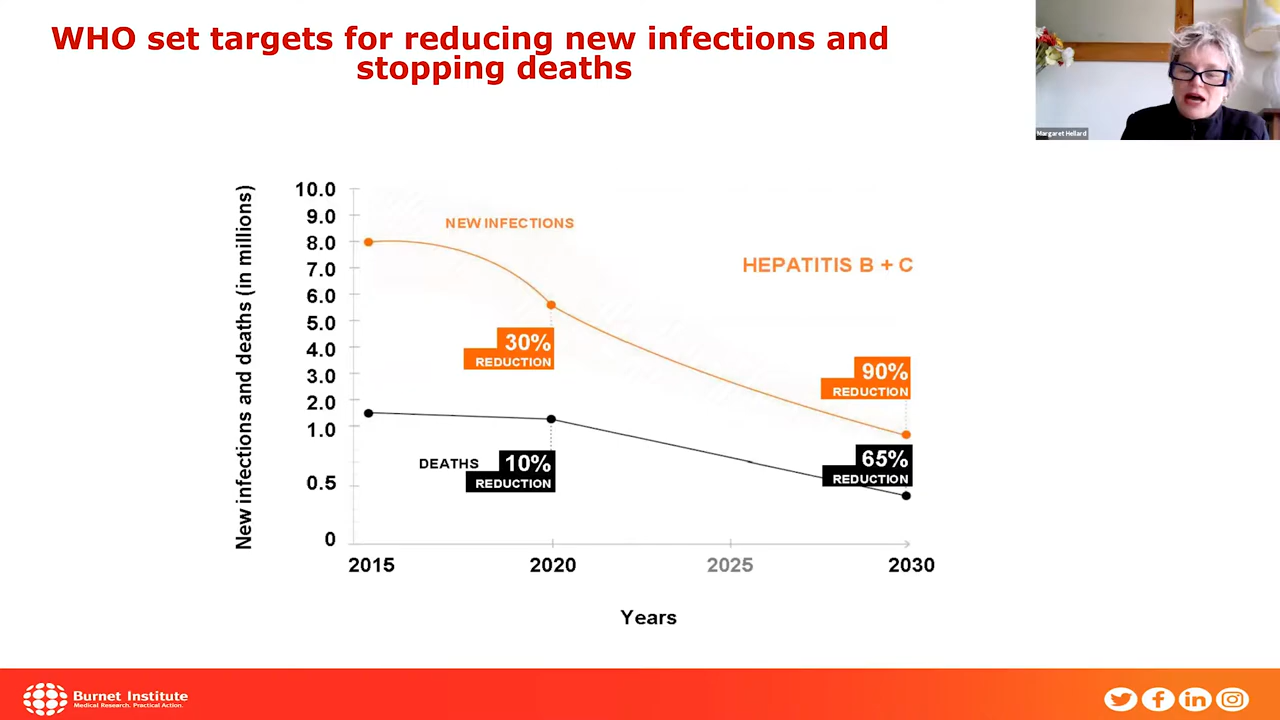 WHO set targets for reducing new infections and
stopping deaths
Margaret Hellard
New infections and deaths (in millions)
10.0
9.0
8.0
7.0
6.0
5.0
4.0
3.0
2.0
1.0
0.5
0
NEW INFECTIONS
HEPATITIS B + C
30%
REDUCTION
90%
REDUCTION
DEATHS
10%
REDUCTION
65%
REDUCTION
2015
2020
2025
2030
Years
Burnet Institute
Medical Research. Practical Action.